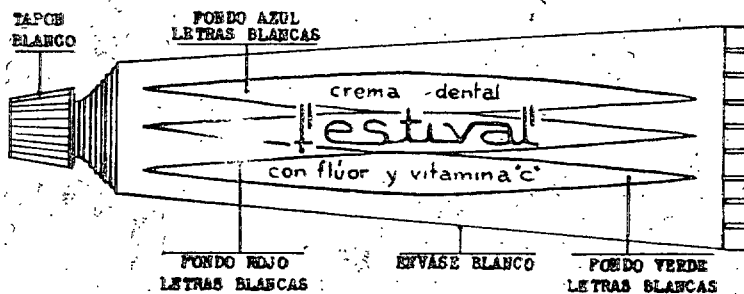 TAPON
BLANCO
FONDO AZUL
LETRAS BLANCAS
crema dental
festival
con flúor y vitamina "c"
FONDO ROJO
LETRAS BLANCAS
ENVASE BLANCO
FONDO VERDE
LETRAS BLANCAS